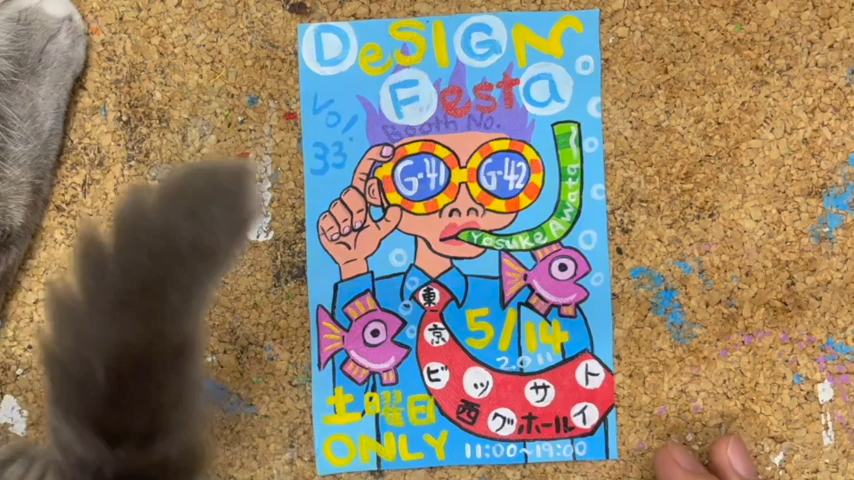 DeSIGN
Festa
Vol
33
Booth No.
G-41 G-42
Yosuke Awata
5/14
2011
東京ビッグサイト
西ホール
土曜日
ONLY
11:00~19:00